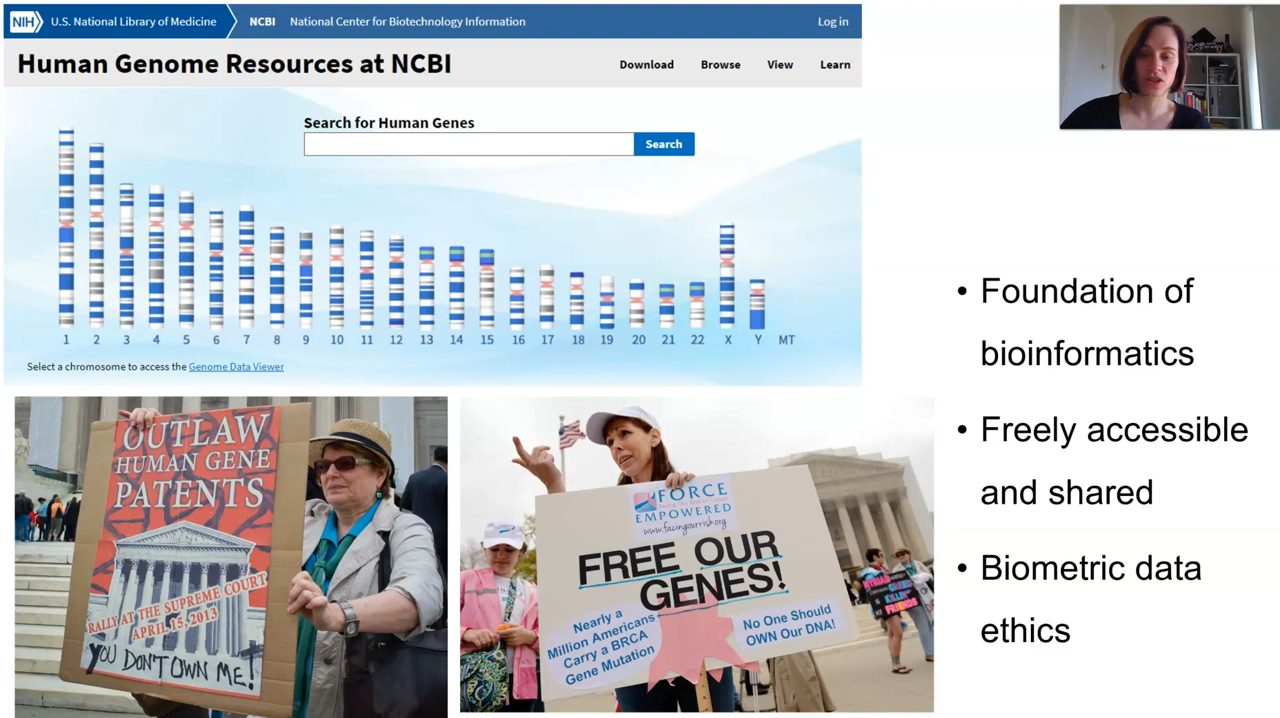 NIH U.S. National Library of Medicine NCBI National Center for Biotechnology Information Log in
Human Genome Resources at NCBI Download Browse View Learn
Search for Human Genes
Search
1 2 3 4 5 6 7 8 9 10 11 12 13 14 15 16 17 18 19 20 21 22 X Y MT
Select a chromosome to access the Genome Data Viewer
OUTLAW
HUMAN GENE
PATENTS
RALLY AT THE SUPREME COURT
APRIL 15, 2013
YOU DON'T OWN ME!
FORCE
EMPOWERED
www.facingourrisk.org
FREE OUR
GENES!
Nearly a
Million Americans
Carry a BRCA
Gene Mutation
No One Should
OWN Our DNA!
• Foundation of
bioinformatics
• Freely accessible
and shared
• Biometric data
ethics